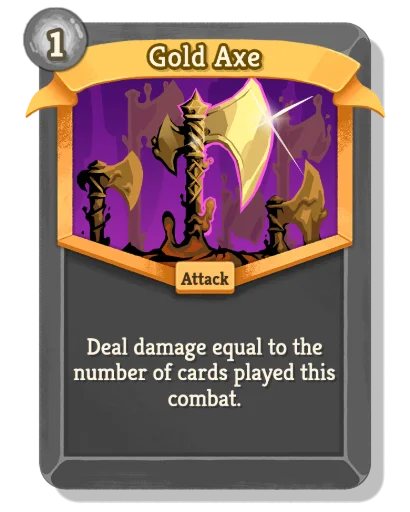 1
Gold Axe
Attack
Deal damage equal to the
number of cards played this
combat.